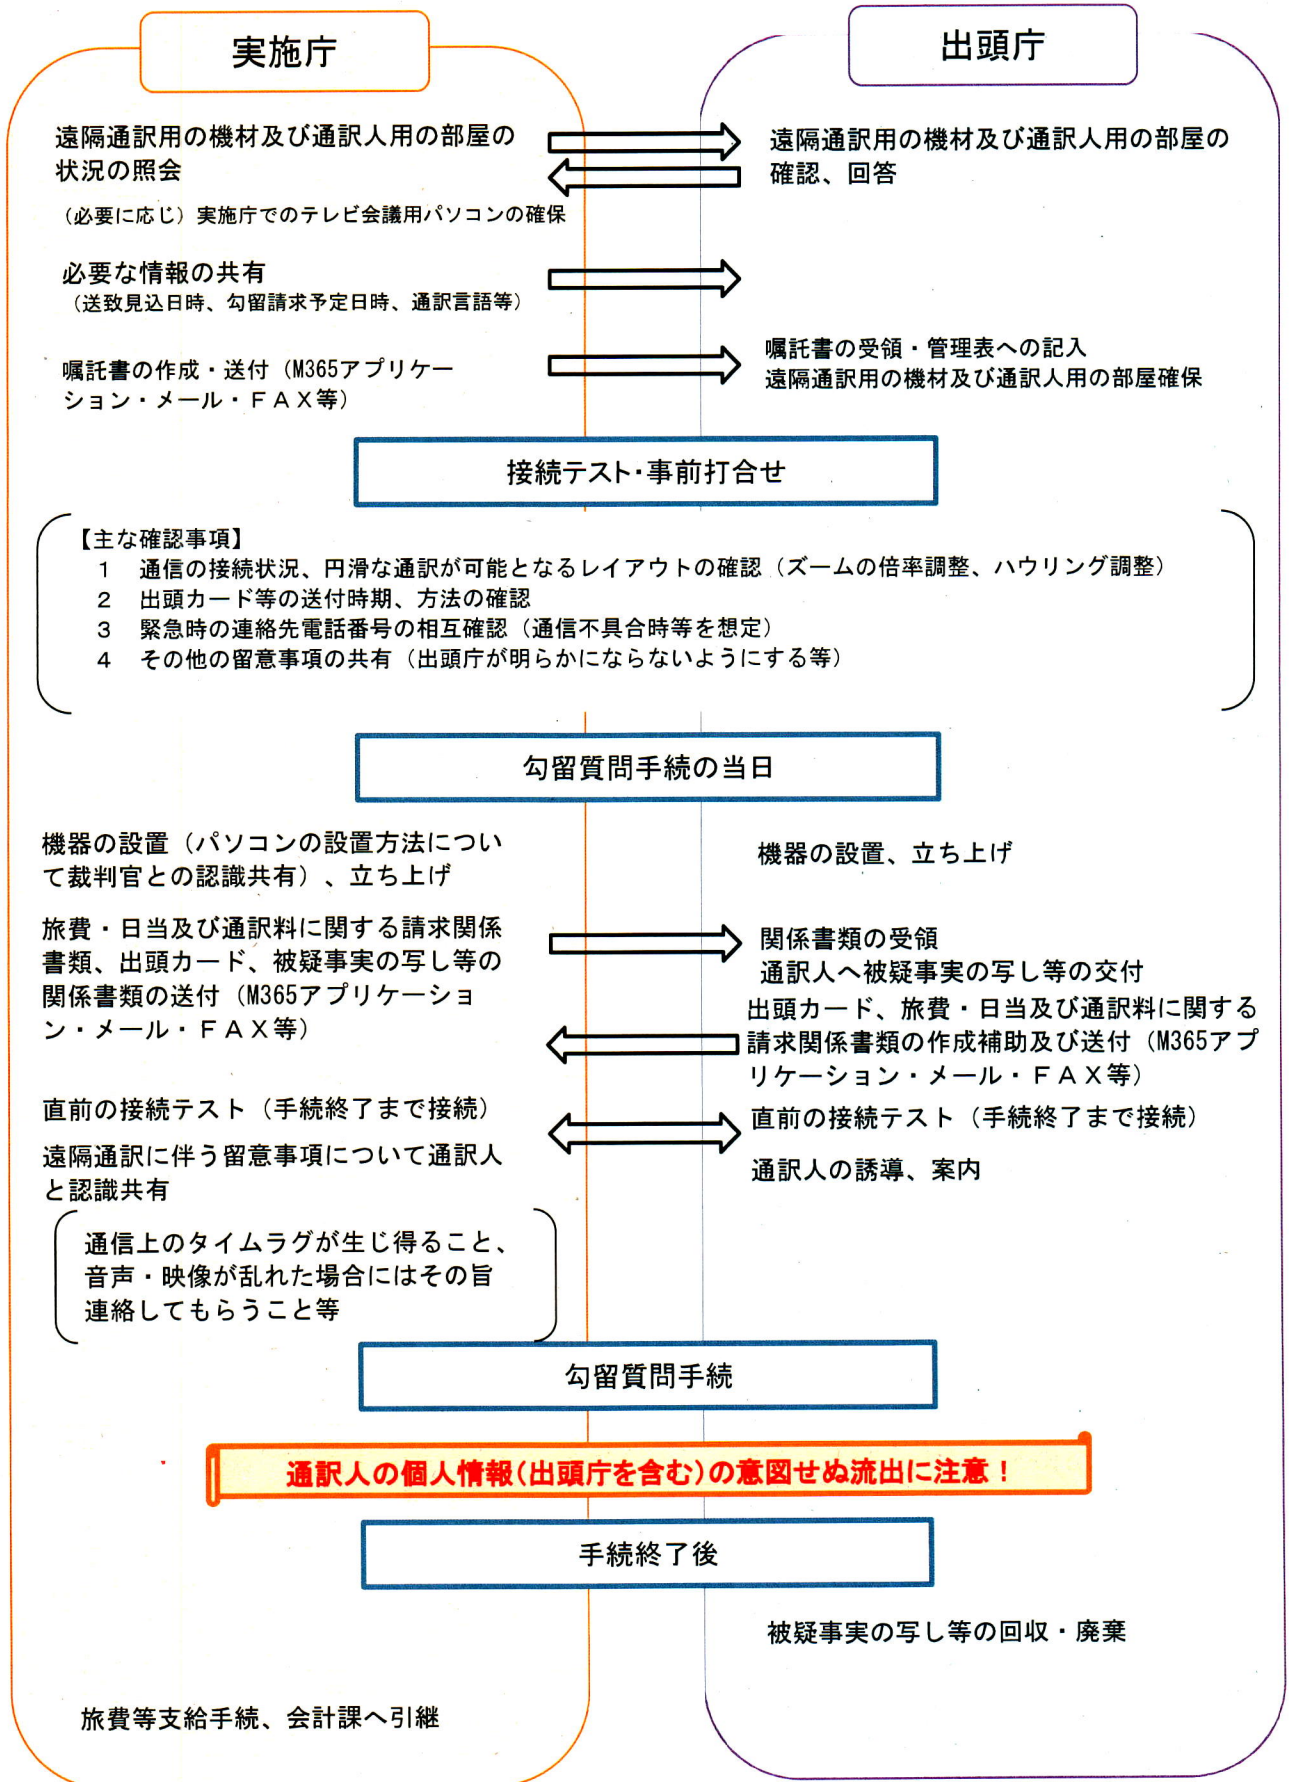 実施庁
出頭庁
遠隔通訳用の機材及び通訳人用の部屋の
状況の照会
（必要に応じ）実施庁でのテレビ会議用パソコンの確保
遠隔通訳用の機材及び通訳人用の部屋の
確認、回答
必要な情報の共有
（送致見込日時、勾留請求予定日時、通訳言語等）
嘱託書の作成・送付（M365アプリケー
ション・メール・ＦＡＸ等）
嘱託書の受領・管理表への記入
遠隔通訳用の機材及び通訳人用の部屋確保
接続テスト・事前打合せ
【主な確認事項】
１　通信の接続状況、円滑な通訳が可能となるレイアウトの確認（ズームの倍率調整、ハウリング調整）
２　出頭カード等の送付時期、方法の確認
３　緊急時の連絡先電話番号の相互確認（通信不具合時等を想定）
４　その他の留意事項の共有（出頭庁が明らかにならないようにする等）
勾留質問手続の当日
機器の設置（パソコンの設置方法につい
て裁判官との認識共有）、立ち上げ
機器の設置、立ち上げ
旅費・日当及び通訳料に関する請求関係
書類、出頭カード、被疑事実の写し等の
関係書類の送付（M365アプリケーショ
ン・メール・ＦＡＸ等）
関係書類の受領
通訳人へ被疑事実の写し等の交付
出頭カード、旅費・日当及び通訳料に関する
請求関係書類の作成補助及び送付（M365アプ
リケーション・メール・ＦＡＸ等）
直前の接続テスト（手続終了まで接続）
遠隔通訳に伴う留意事項について通訳人
と認識共有
直前の接続テスト（手続終了まで接続）
通訳人の誘導、案内
通信上のタイムラグが生じ得ること、
音声・映像が乱れた場合にはその旨
連絡してもらうこと等
勾留質問手続
通訳人の個人情報（出頭庁を含む）の意図せぬ流出に注意！
手続終了後
被疑事実の写し等の回収・廃棄
旅費等支給手続、会計課へ引継